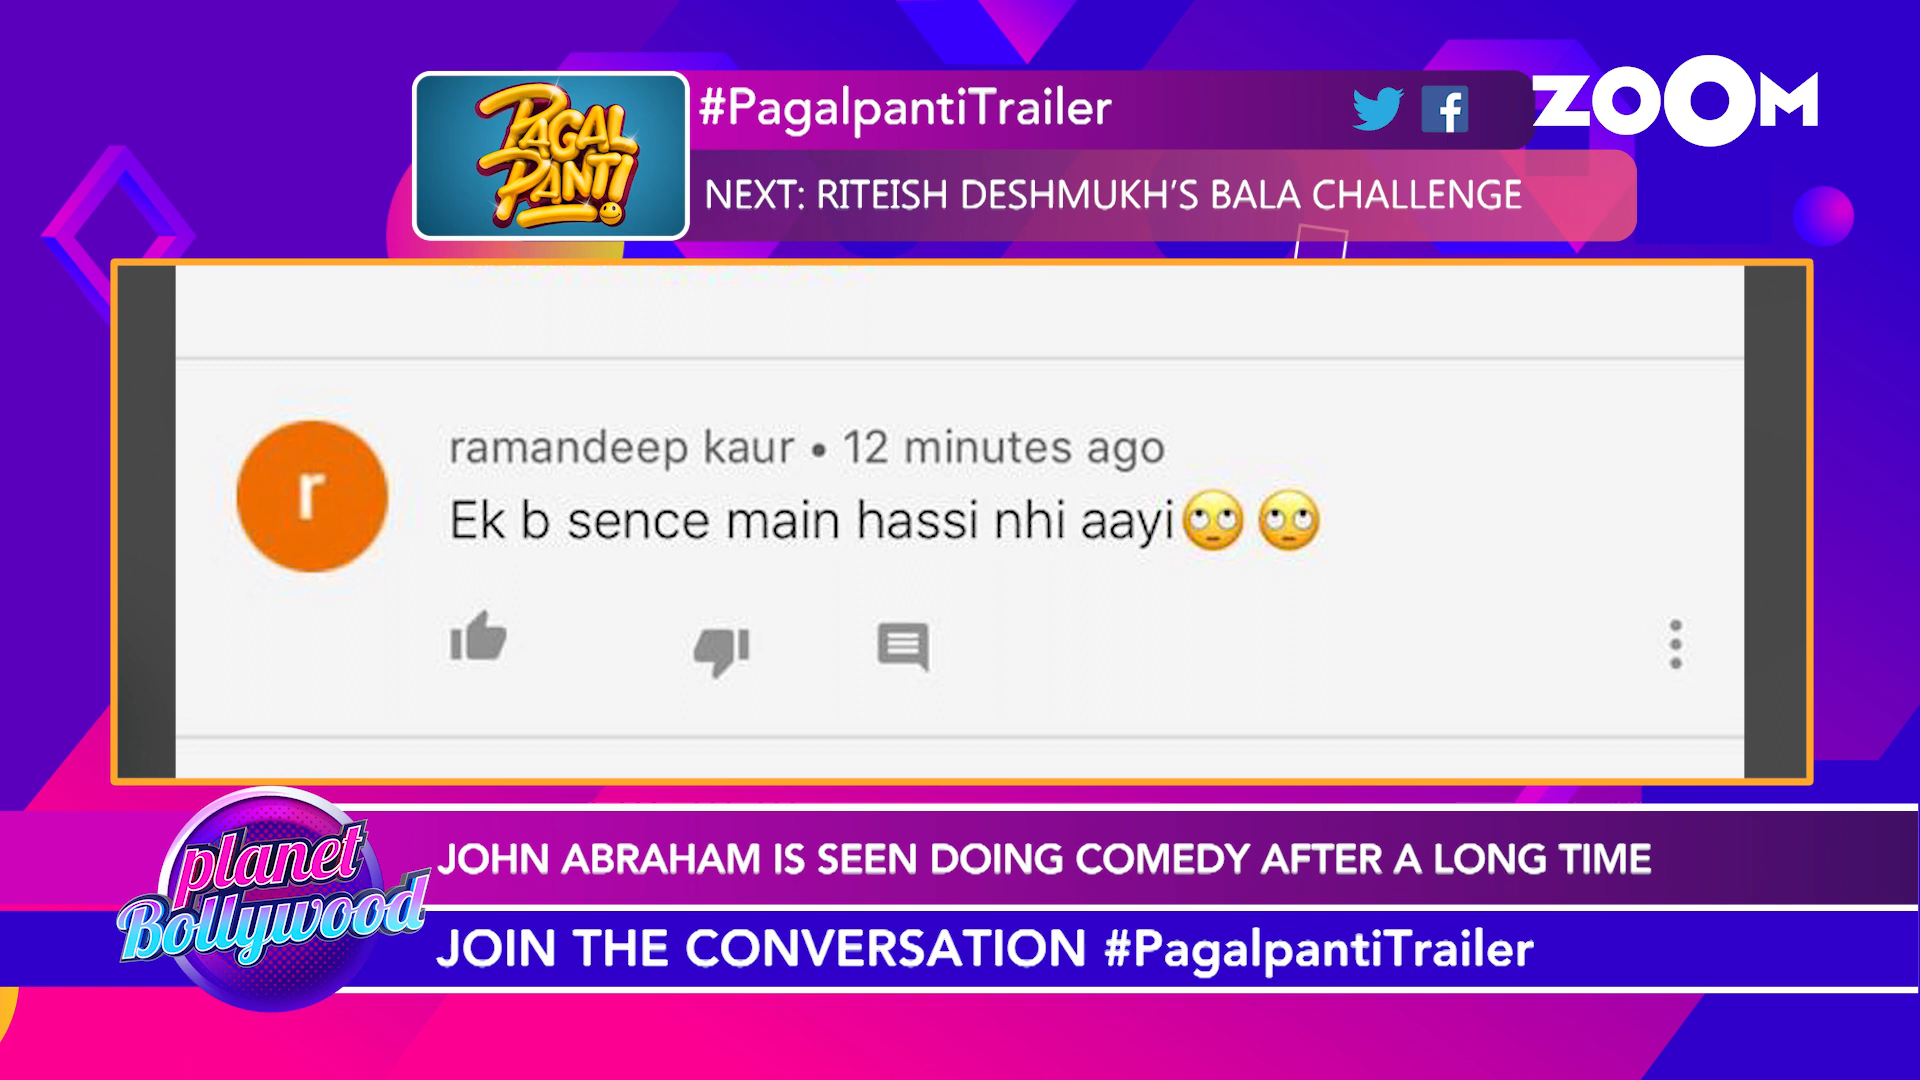 PAGAL
PANTI
#PagalpantiTrailer
zoom
NEXT: RITEISH DESHMUKH'S BALA CHALLENGE
r
ramandeep kaur • 12 minutes ago
Ek b sence main hassi nhi aayi🙄 🙄
planet
Bollywood
JOHN ABRAHAM IS SEEN DOING COMEDY AFTER A LONG TIME
JOIN THE CONVERSATION #PagalpantiTrailer